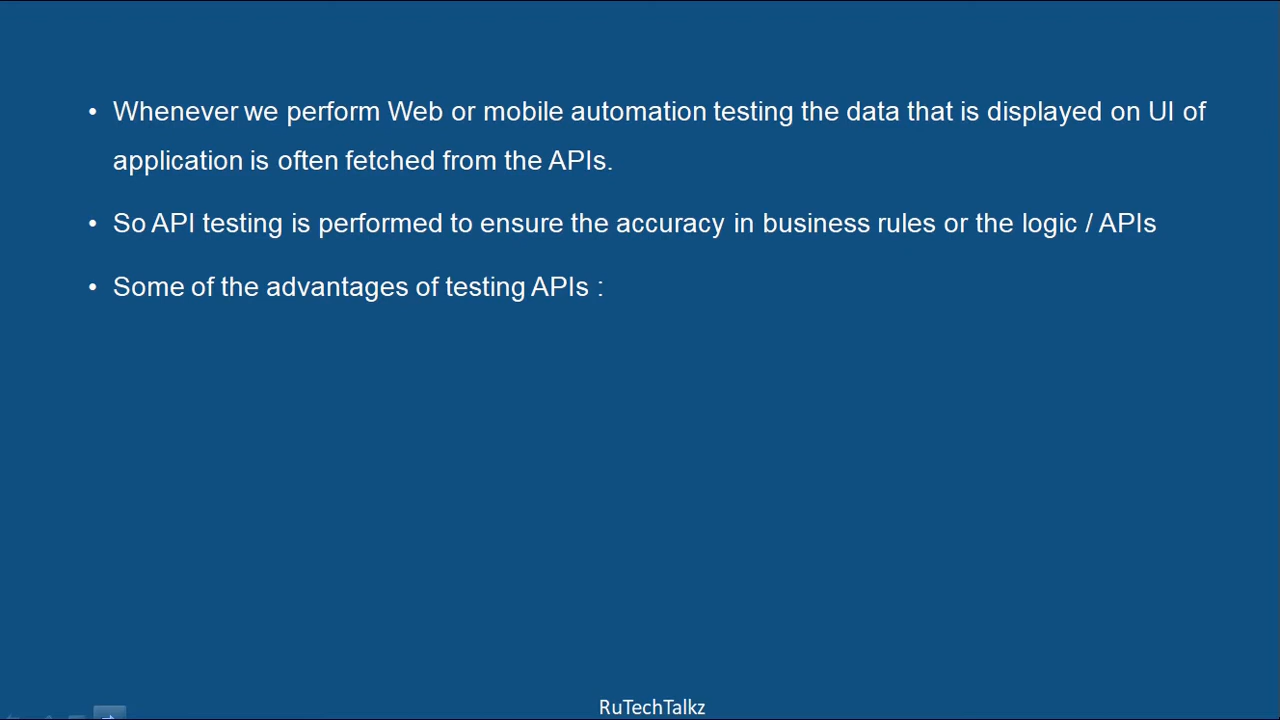 • Whenever we perform Web or mobile automation testing the data that is displayed on UI of
application is often fetched from the APIs.
• So API testing is performed to ensure the accuracy in business rules or the logic / APIs
• Some of the advantages of testing APIs :
RuTechTalkz